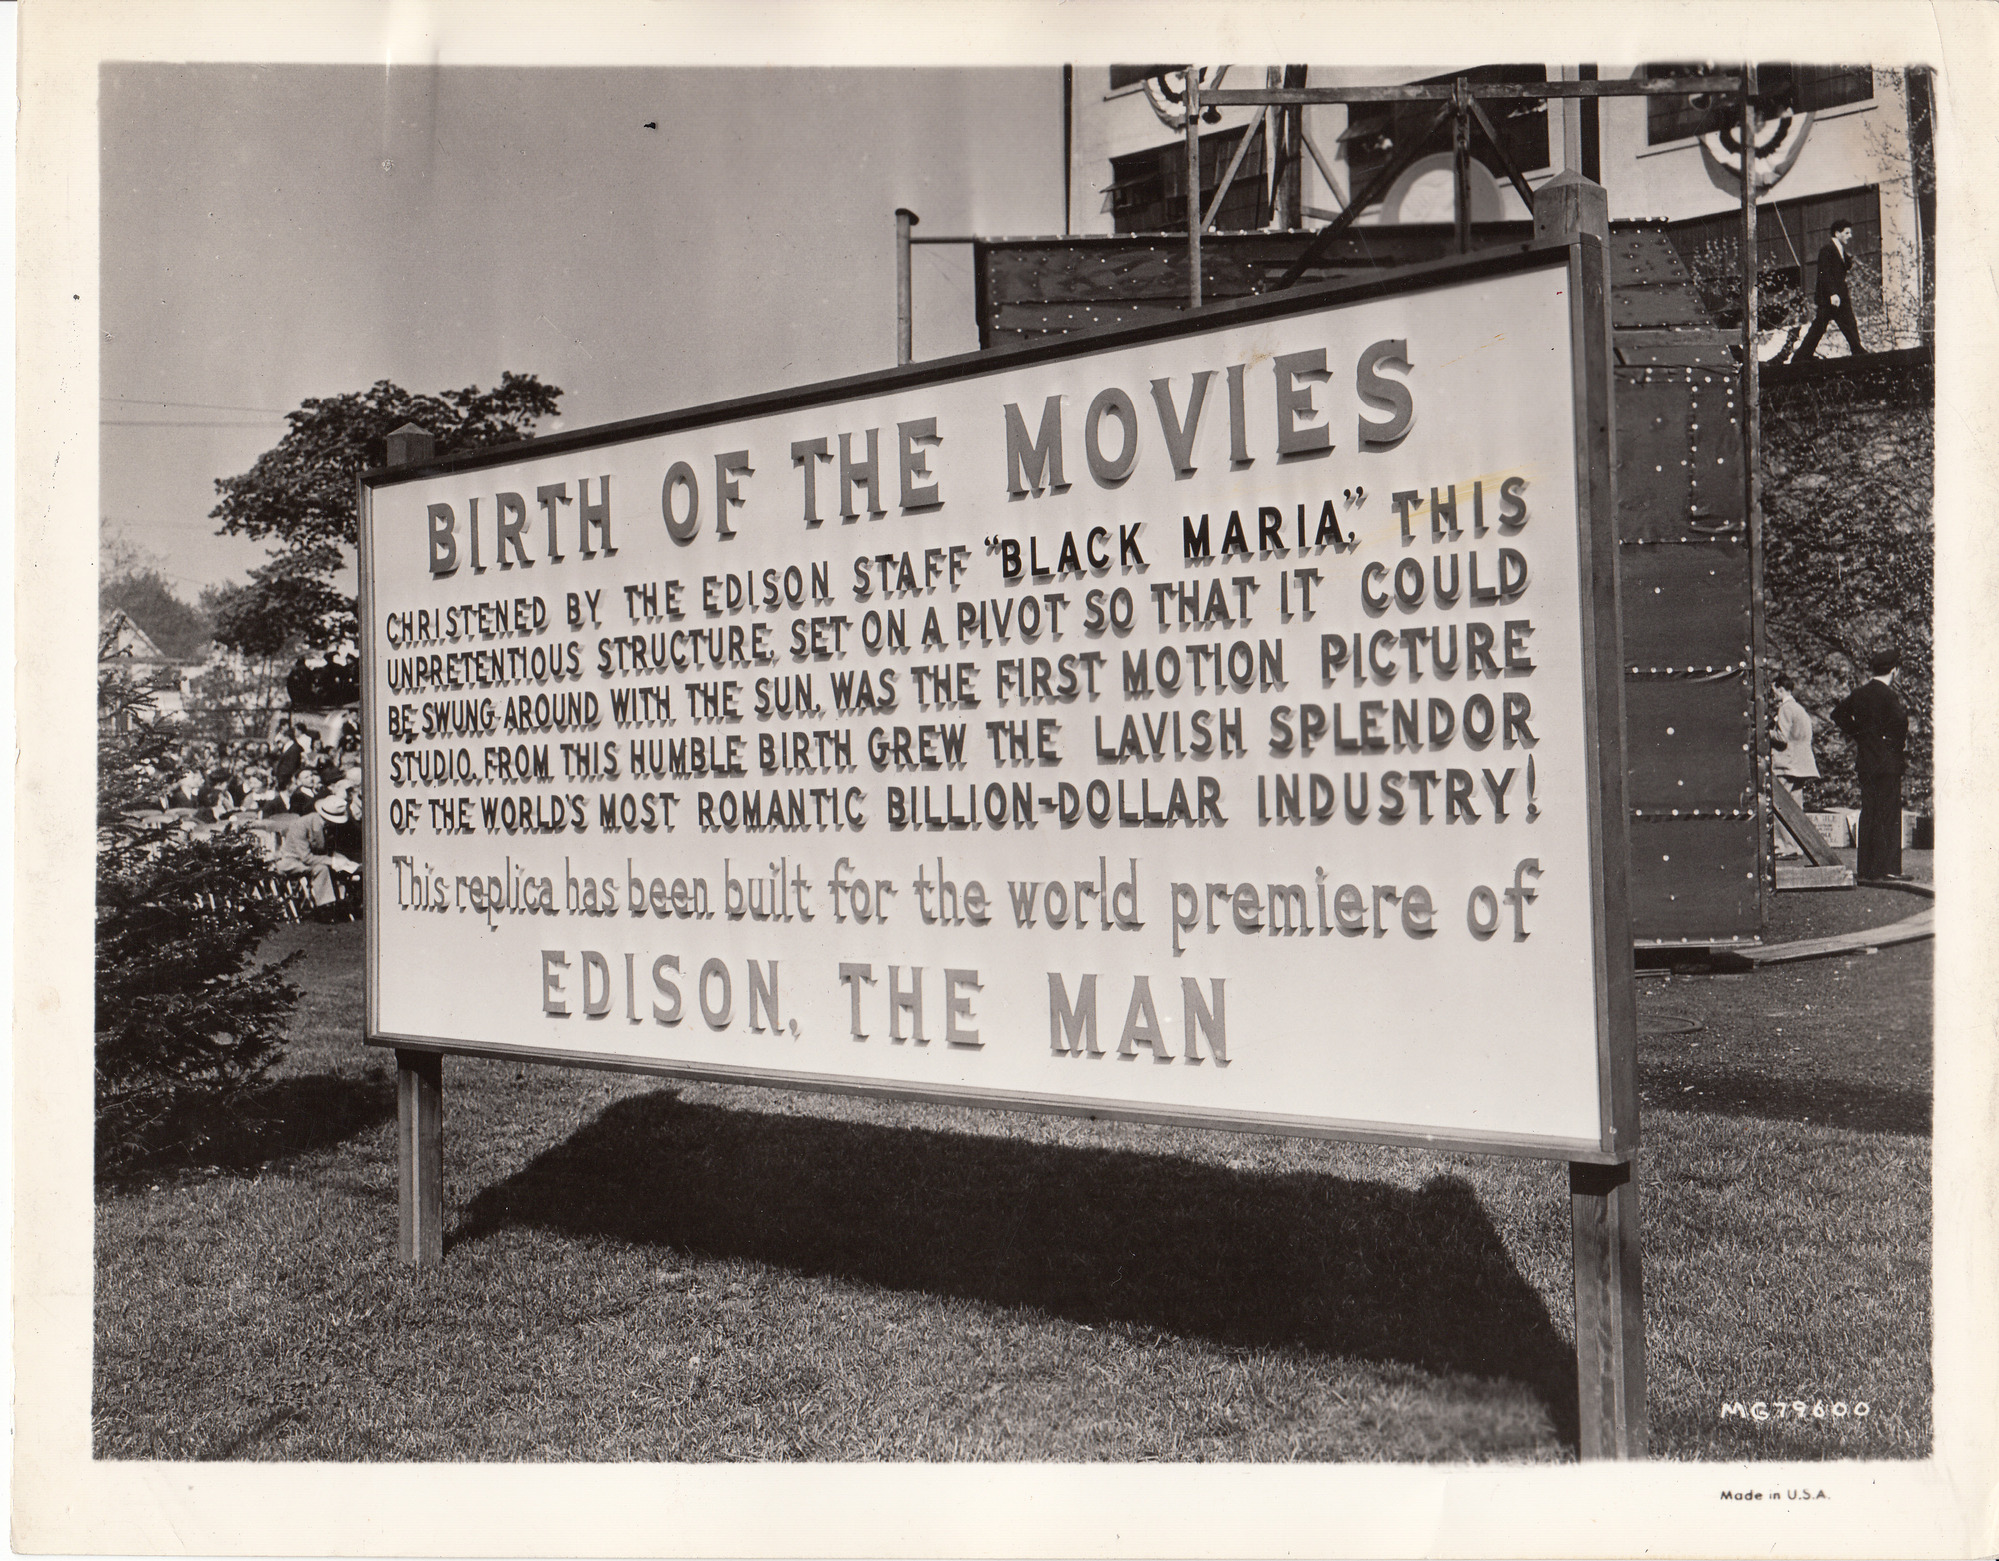 BIRTH OF THE MOVIES
CHRISTENED BY THE EDISON STAFF “BLACK MARIA,” THIS
UNPRETENTIOUS STRUCTURE, SET ON A PIVOT SO THAT IT COULD
BE SWUNG AROUND WITH THE SUN, WAS THE FIRST MOTION PICTURE
STUDIO. FROM THIS HUMBLE BIRTH GREW THE LAVISH SPLENDOR
OF THE WORLD'S MOST ROMANTIC BILLION-DOLLAR INDUSTRY!
This replica has been built for the world premiere of
EDISON, THE MAN
MG79600
Made in U.S.A.